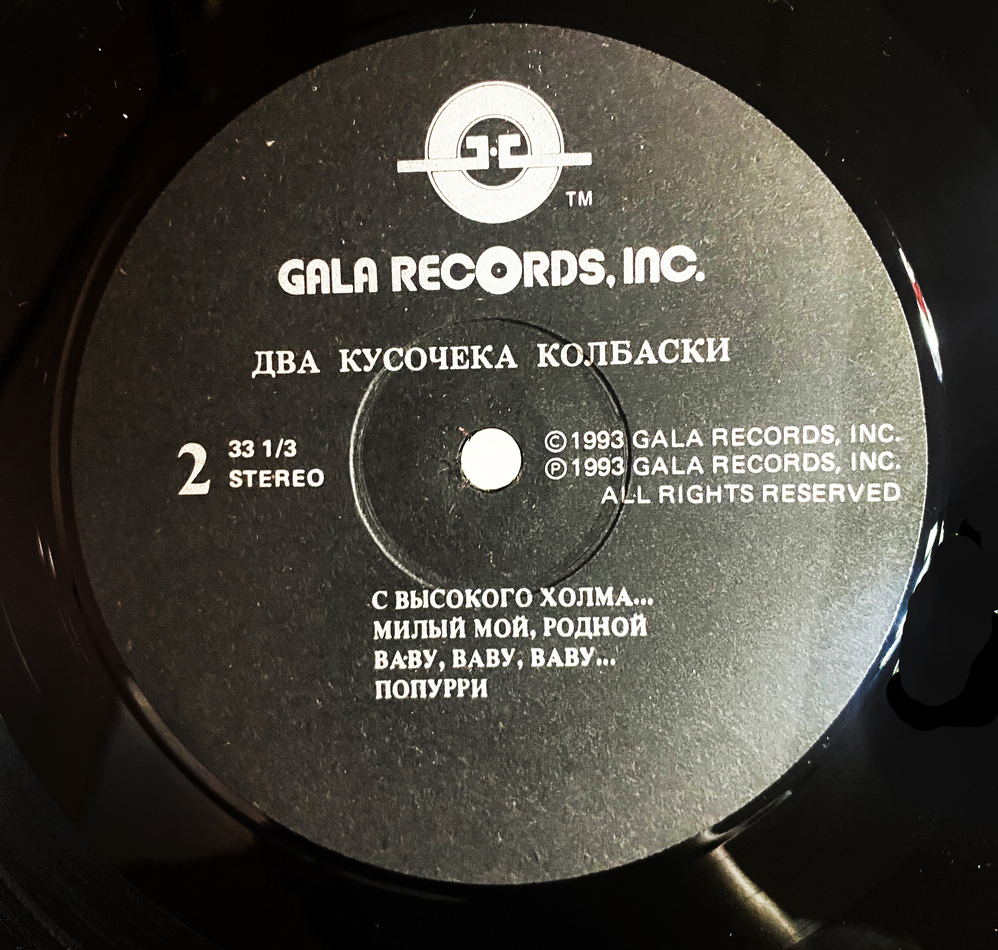 TM
GALA RECORDS, INC.
ДВА КУСОЧЕКА КОЛБАСКИ
2
33 1/3
STEREO
©1993 GALA RECORDS, INC.
℗1993 GALA RECORDS, INC.
ALL RIGHTS RESERVED
С ВЫСОКОГО ХОЛМА...
МИЛЫЙ МОЙ, РОДНОЙ
BABY, BABY, BABY...
ПОПУРРИ